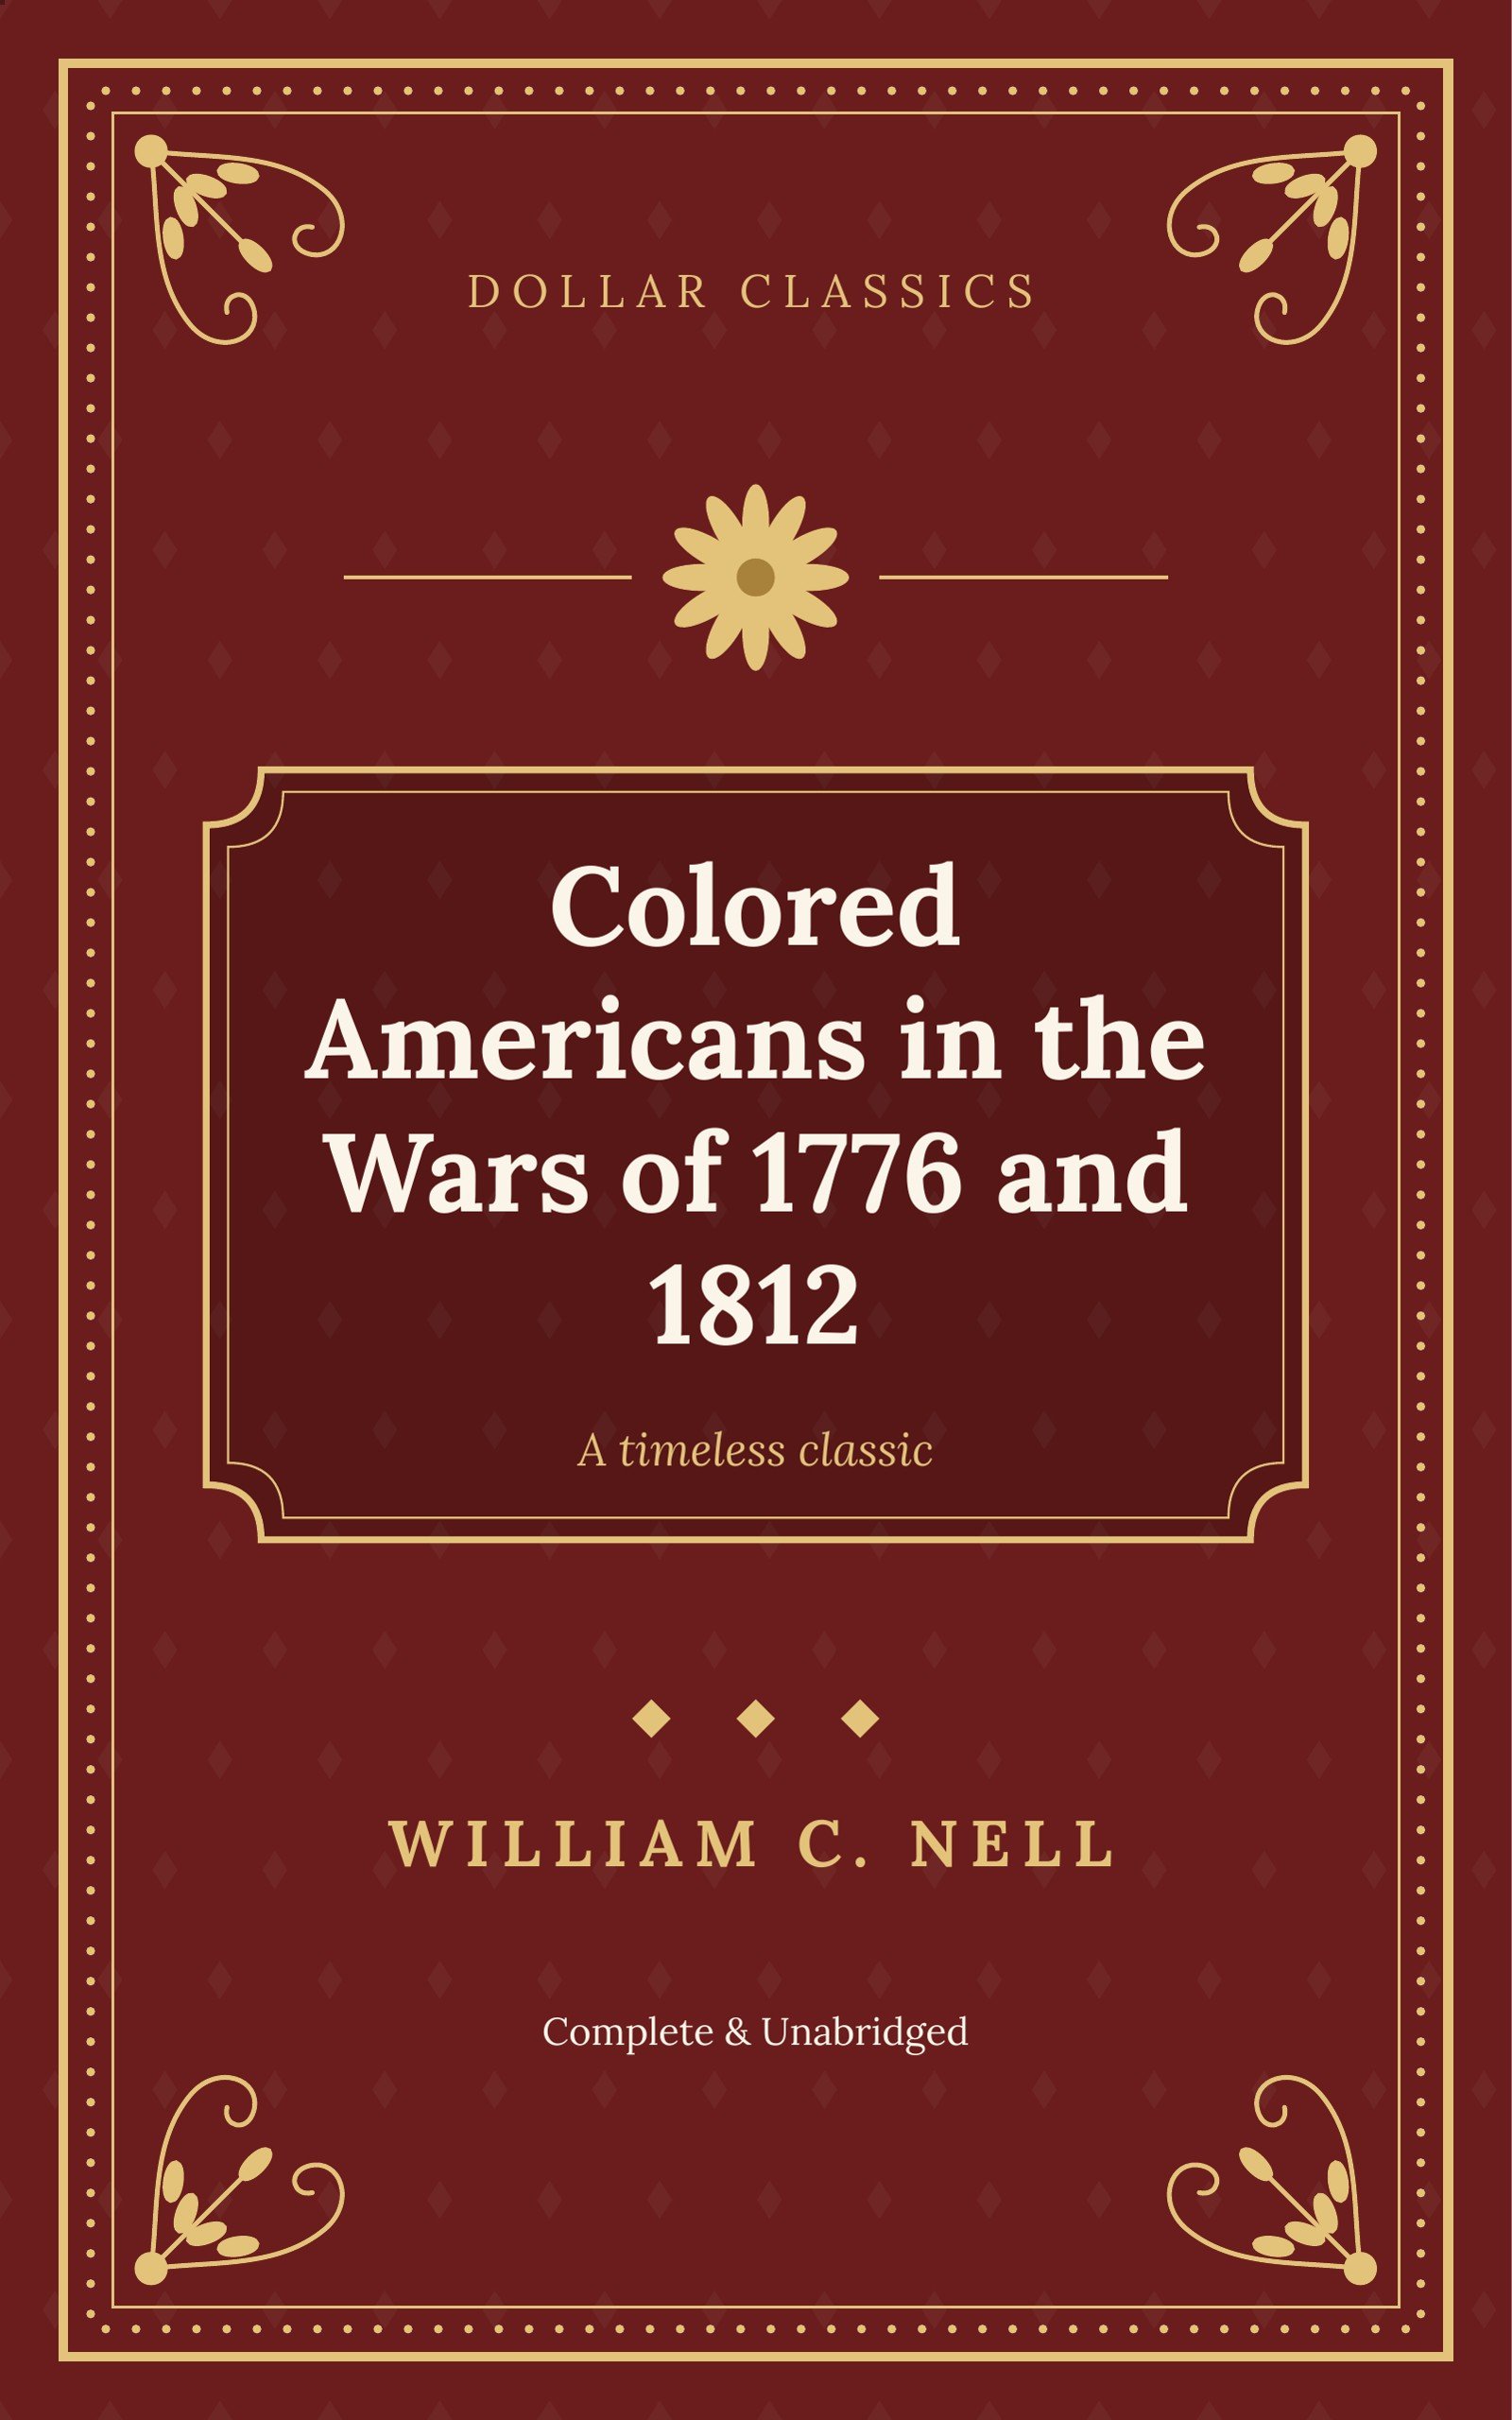 DOLLAR CLASSICS
Colored
Americans in the
Wars of 1776 and
1812
A timeless classic
WILLIAM C. NELL
Complete & Unabridged